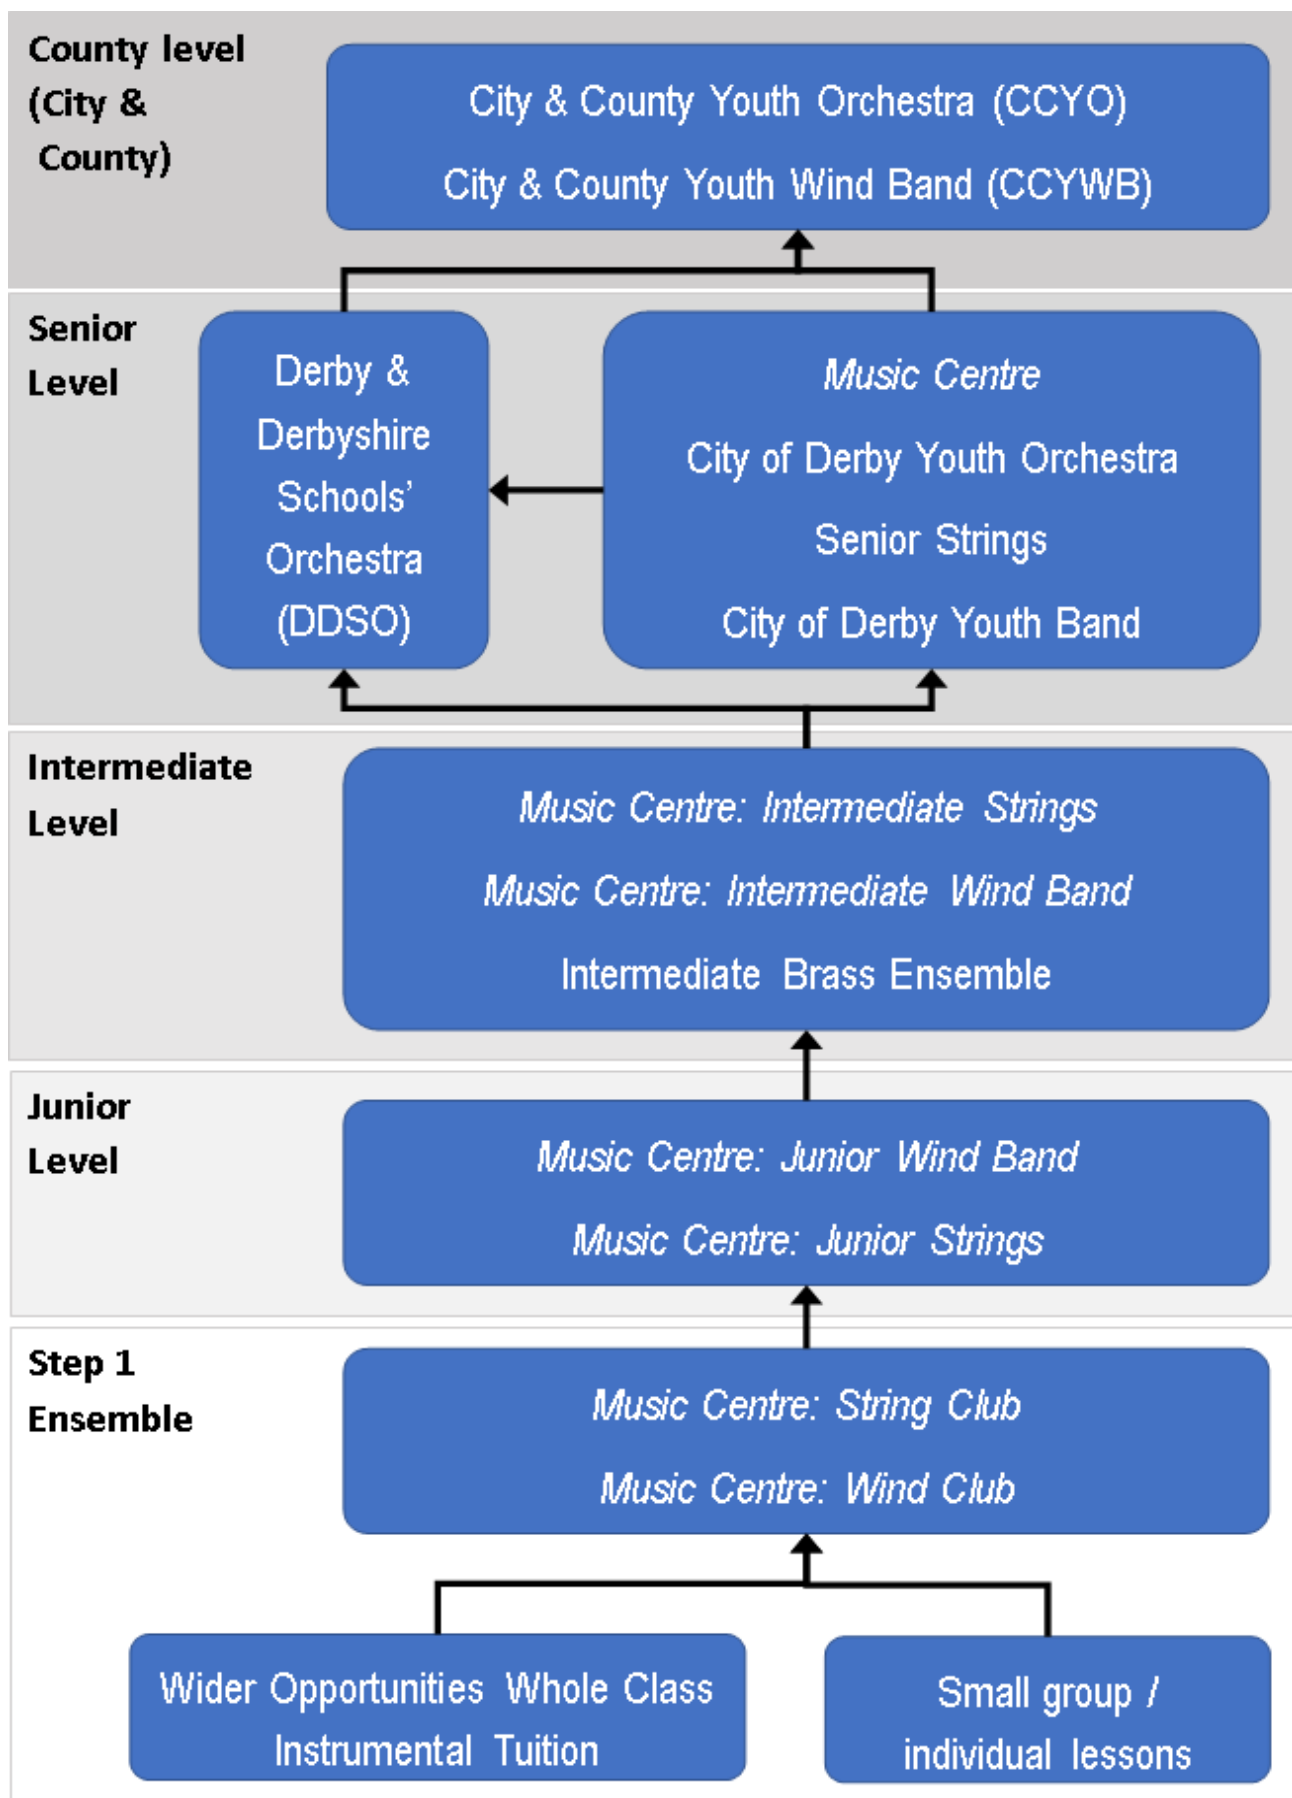 County level
(City &
County)
City & County Youth Orchestra (CCYO)
City & County Youth Wind Band (CCYWB)
Senior
Level
Derby &
Derbyshire
Schools’
Orchestra
(DDSO)
Music Centre
City of Derby Youth Orchestra
Senior Strings
City of Derby Youth Band
Intermediate
Level
Music Centre: Intermediate Strings
Music Centre: Intermediate Wind Band
Intermediate Brass Ensemble
Junior
Level
Music Centre: Junior Wind Band
Music Centre: Junior Strings
Step 1
Ensemble
Music Centre: String Club
Music Centre: Wind Club
Wider Opportunities Whole Class
Instrumental Tuition
Small group /
individual lessons